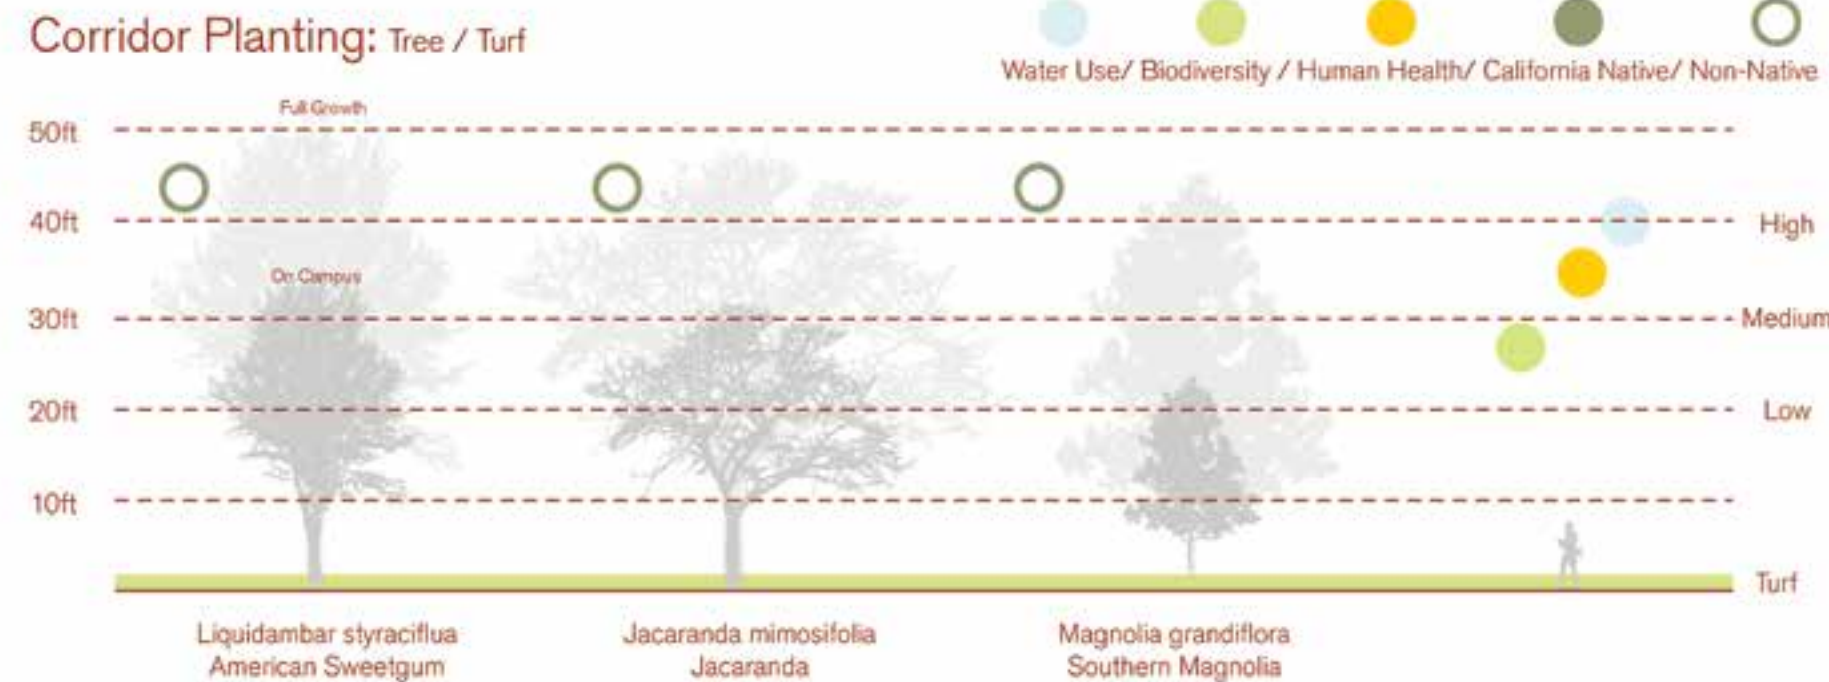 Corridor Planting: Tree / Turf
Water Use/ Biodiversity / Human Health/ California Native/ Non-Native
Full Growth
50ft
40ft
High
On Campus
30ft
Medium
20ft
Low
10ft
Turf
Liquidambar styraciflua
American Sweetgum
Jacaranda mimosifolia
Jacaranda
Magnolia grandiflora
Southern Magnolia